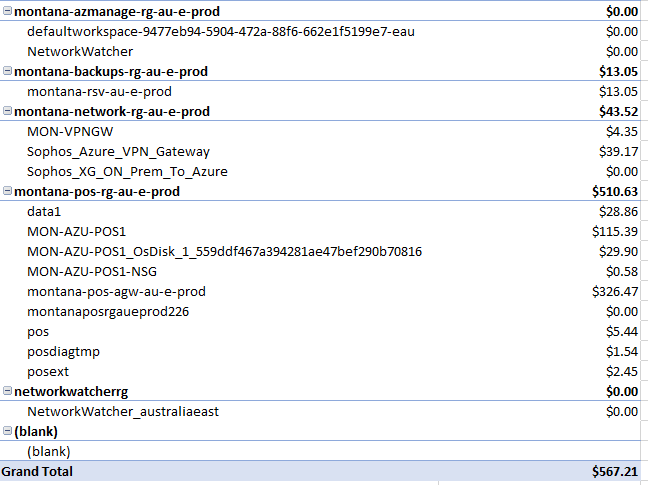 montana-azmanage-rg-au-e-prod $0.00
defaultworkspace-9477eb94-5904-472a-88f6-662e1f5199e7-eau $0.00
NetworkWatcher $0.00
montana-backups-rg-au-e-prod $13.05
montana-rsv-au-e-prod $13.05
montana-network-rg-au-e-prod $43.52
MON-VPNGW $4.35
Sophos_Azure_VPN_Gateway $39.17
Sophos_XG_ON_Prem_To_Azure $0.00
montana-pos-rg-au-e-prod $510.63
data1 $28.86
MON-AZU-POS1 $115.39
MON-AZU-POS1_OsDisk_1_559ddf467a394281ae47bef290b70816 $29.90
MON-AZU-POS1-NSG $0.58
montana-pos-agw-au-e-prod $326.47
montanaposrgaueprod226 $0.00
pos $5.44
posdiagtmp $1.54
posext $2.45
networkwatcherrg $0.00
NetworkWatcher_australiaeast $0.00
(blank)
(blank)
Grand Total $567.21